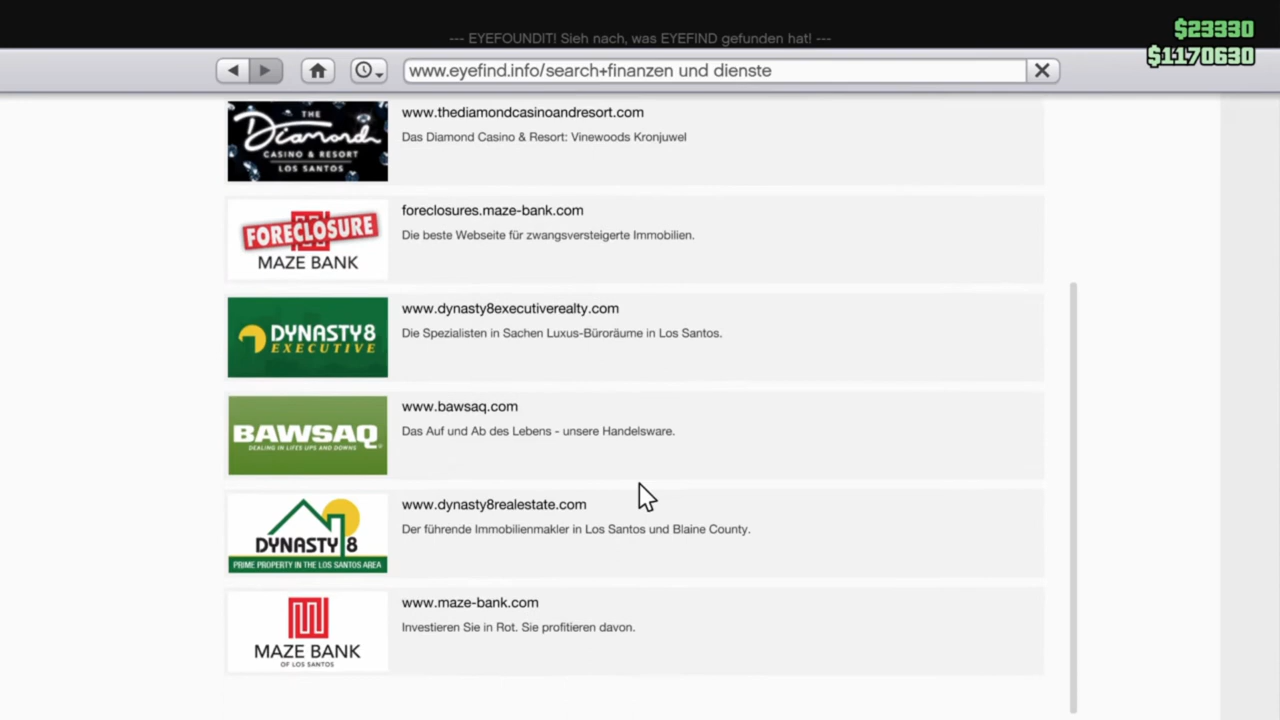 $23330
--- EYEFOUNDIT! Sieh nach, was EYEFIND gefunden hat! ---
$1170630
www.eyefind.info/search+finanzen und dienste
THE
Diamond
CASINO & RESORT
LOS SANTOS
www.thediamondcasinoandresort.com
Das Diamond Casino & Resort: Vinewoods Kronjuwel
FORECLOSURE
MAZE BANK
foreclosures.maze-bank.com
Die beste Webseite für zwangsversteigerte Immobilien.
DYNASTY8
EXECUTIVE
www.dynasty8executiverealty.com
Die Spezialisten in Sachen Luxus-Büroräume in Los Santos.
BAWSAQ
DEALING IN LIFES UPS AND DOWNS
www.bawsaq.com
Das Auf und Ab des Lebens - unsere Handelsware.
DYNASTY 8
PRIME PROPERTY IN THE LOS SANTOS AREA
www.dynasty8realestate.com
Der führende Immobilienmakler in Los Santos und Blaine County.
MAZE BANK
OF LOS SANTOS
www.maze-bank.com
Investieren Sie in Rot. Sie profitieren davon.